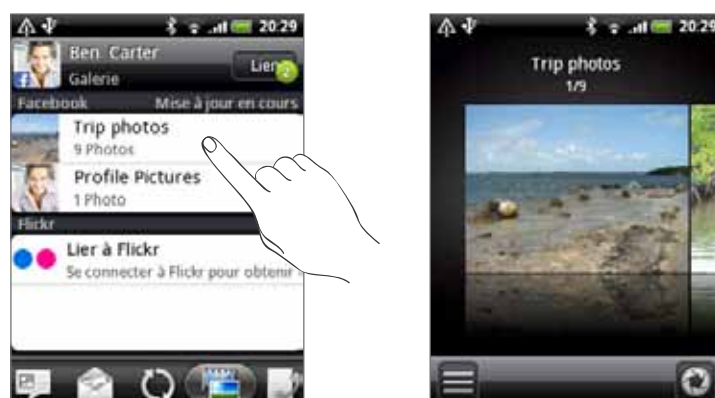 20:29
Ben Carter
Galerie
Liens
2
Facebook
Mise à jour en cours
Trip photos
9 Photos
Profile Pictures
1 Photo
Flickr
Lier à Flickr
Se connecter à Flickr pour obtenir
20:29
Trip photos
1/9